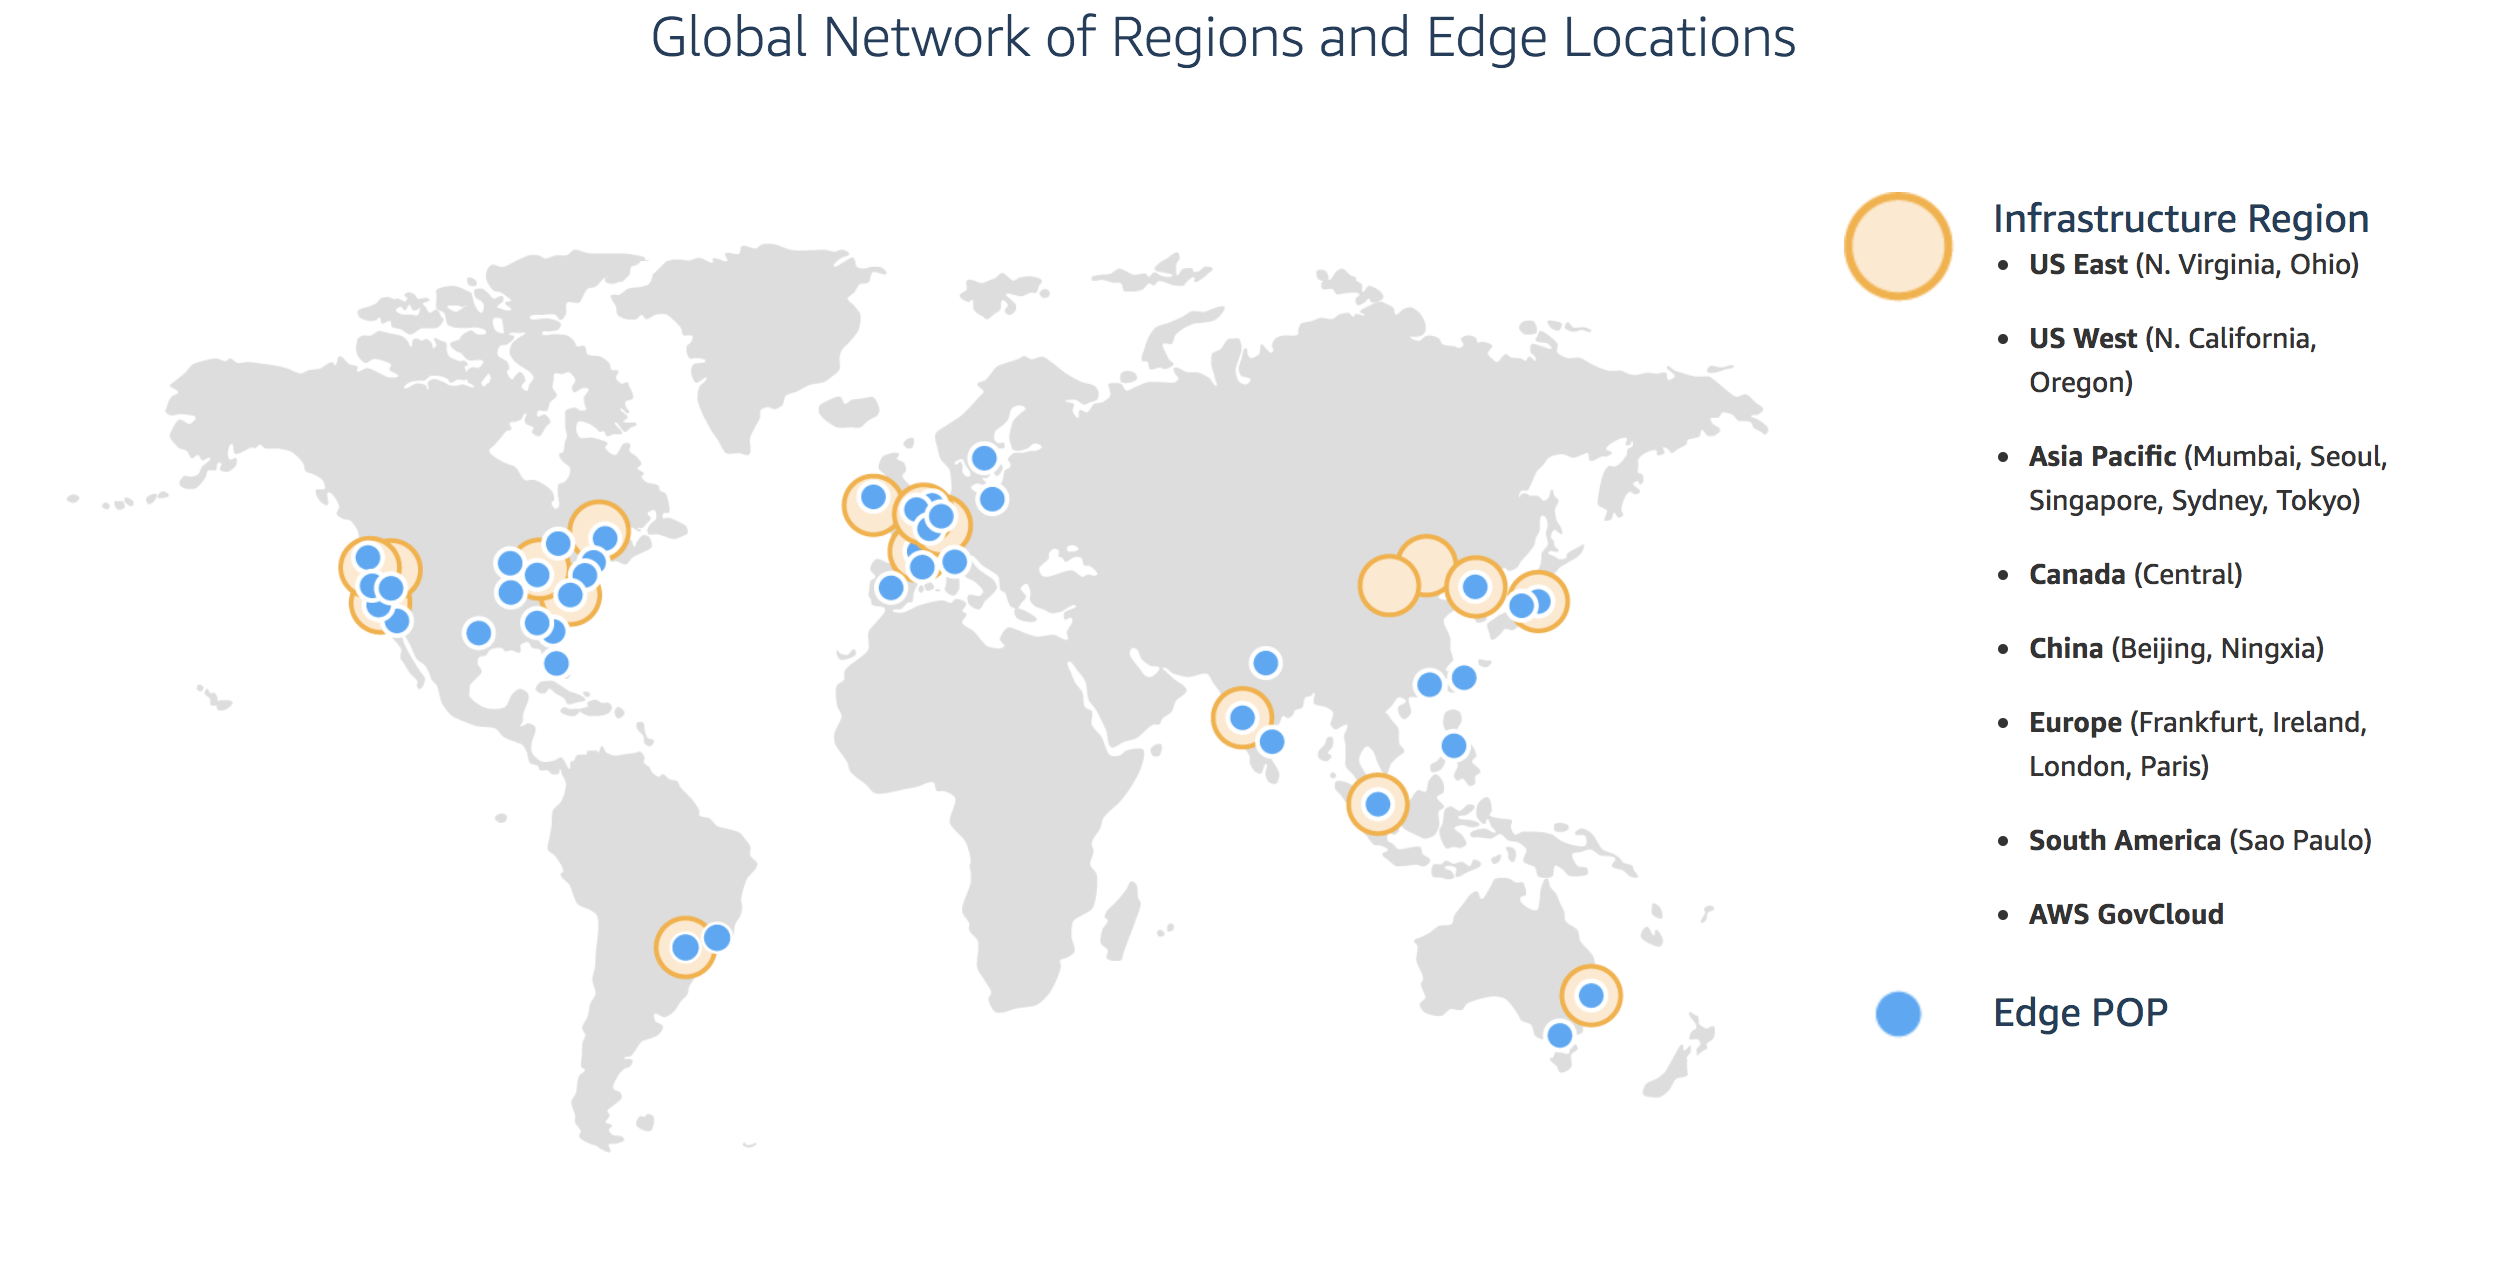 Global Network of Regions and Edge Locations
Infrastructure Region
• US East (N. Virginia, Ohio)
• US West (N. California,
Oregon)
• Asia Pacific (Mumbai, Seoul,
Singapore, Sydney, Tokyo)
• Canada (Central)
• China (Beijing, Ningxia)
• Europe (Frankfurt, Ireland,
London, Paris)
• South America (Sao Paulo)
• AWS GovCloud
Edge POP